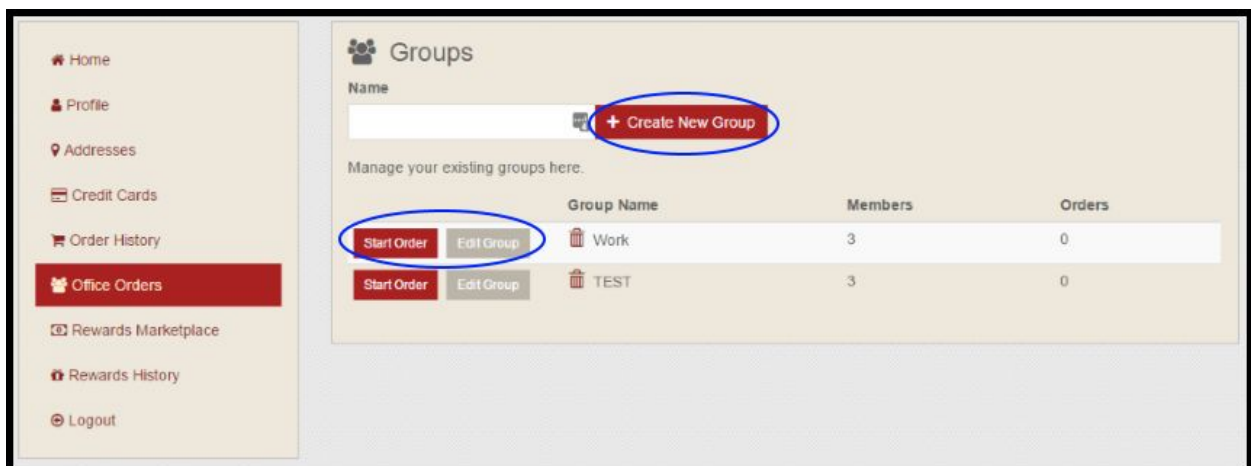 Home
Profile
Addresses
Credit Cards
Order History
Office Orders
Rewards Marketplace
Rewards History
Logout
Groups
Name
+ Create New Group
Manage your existing groups here.
Group Name Members Orders
Start Order Edit Group Work 3 0
Start Order Edit Group TEST 3 0